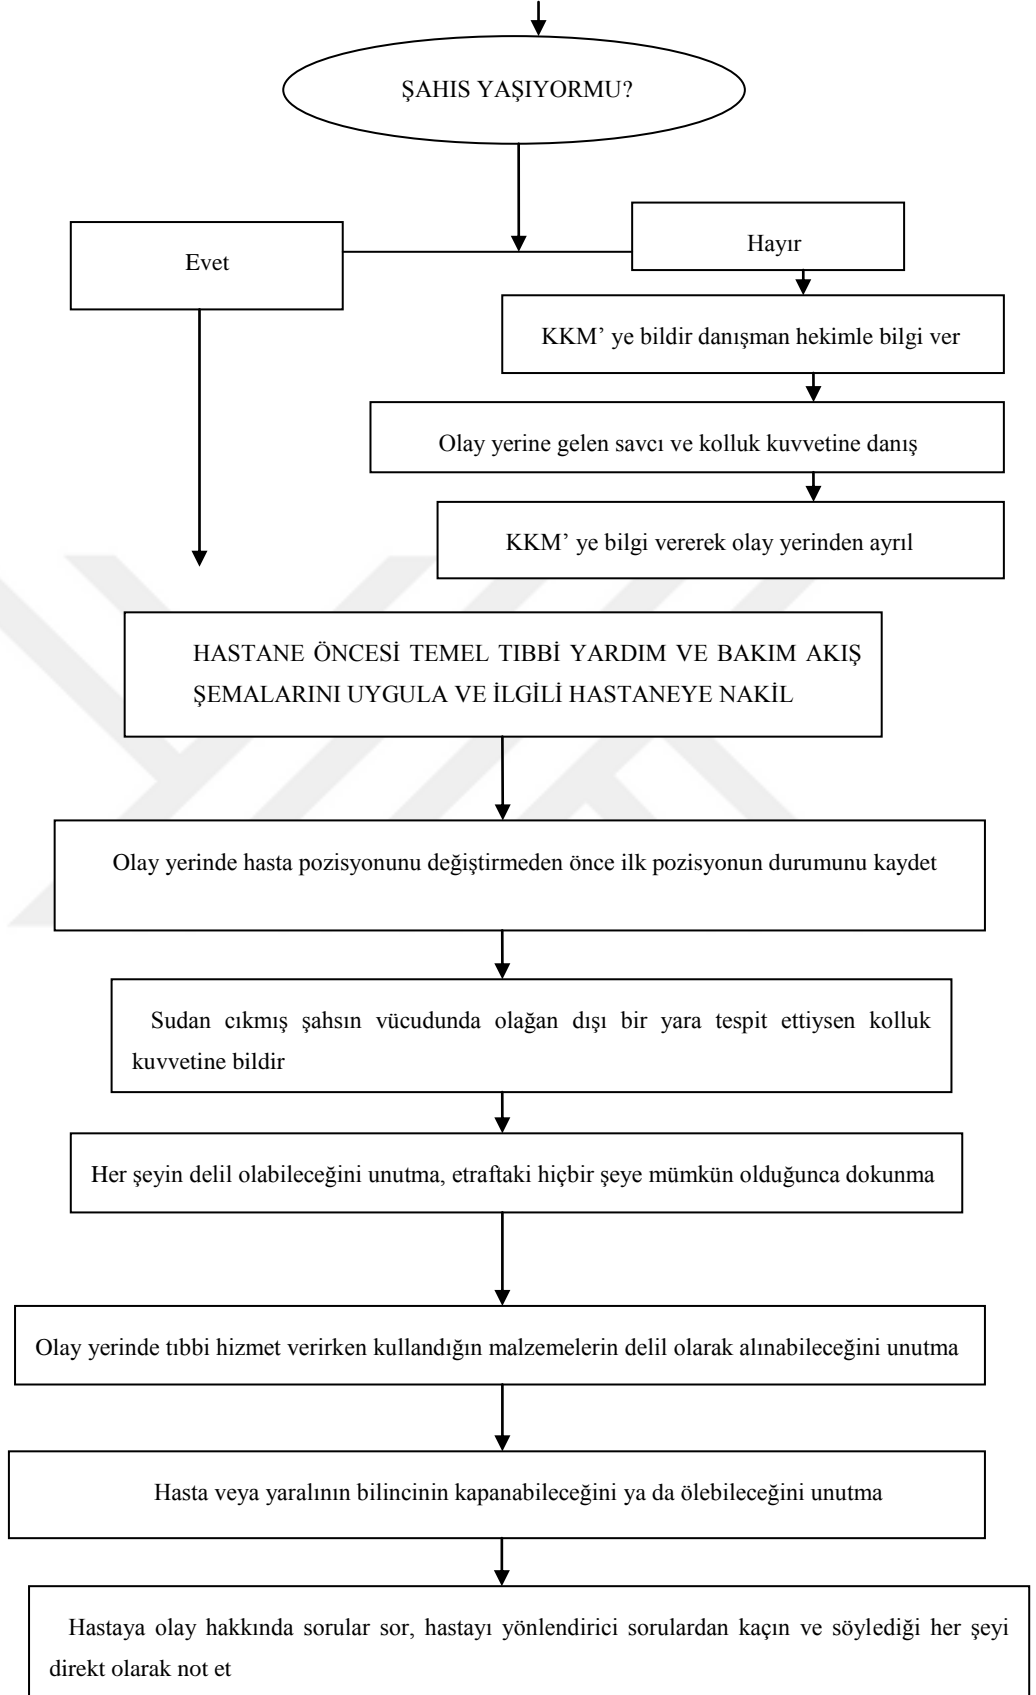 ŞAHIS YAŞIYORMU?
Evet
Hayır
KKM’ ye bildir danışman hekimle bilgi ver
Olay yerine gelen savcı ve kolluk kuvvetine danış
KKM’ ye bilgi vererek olay yerinden ayrıl
HASTANE ÖNCESİ TEMEL TIBBİ YARDIM VE BAKIM AKIŞ
ŞEMALARINI UYGULA VE İLGİLİ HASTANEYE NAKİL
Olay yerinde hasta pozisyonunu değiştirmeden önce ilk pozisyonun durumunu kaydet
Sudan cıkmış şahsın vücudunda olağan dışı bir yara tespit ettiysen kolluk
kuvvetine bildir
Her şeyin delil olabileceğini unutma, etraftaki hiçbir şeye mümkün olduğunca dokunma
Olay yerinde tıbbi hizmet verirken kullandığın malzemelerin delil olarak alınabileceğini unutma
Hasta veya yaralının bilincinin kapanabileceğini ya da ölebileceğini unutma
Hastaya olay hakkında sorular sor, hastayı yönlendirici sorulardan kaçın ve söylediği her şeyi
direkt olarak not et